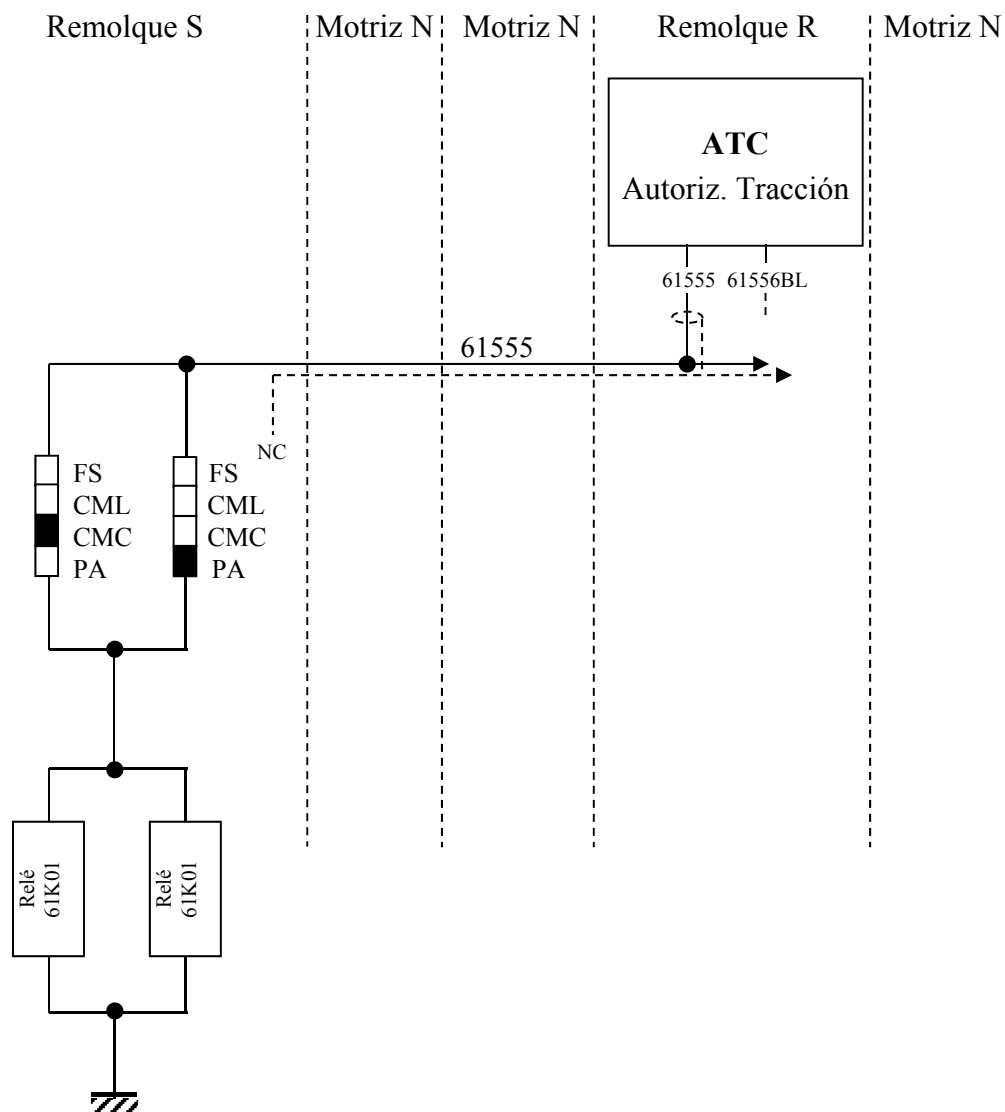 Remolque S
Motriz N
Motriz N
Remolque R
Motriz N
ATC
Autoriz. Tracción
61555
61556BL
61555
NC
FS
CML
CMC
PA
FS
CML
CMC
PA
Relé
61K01
Relé
61K01